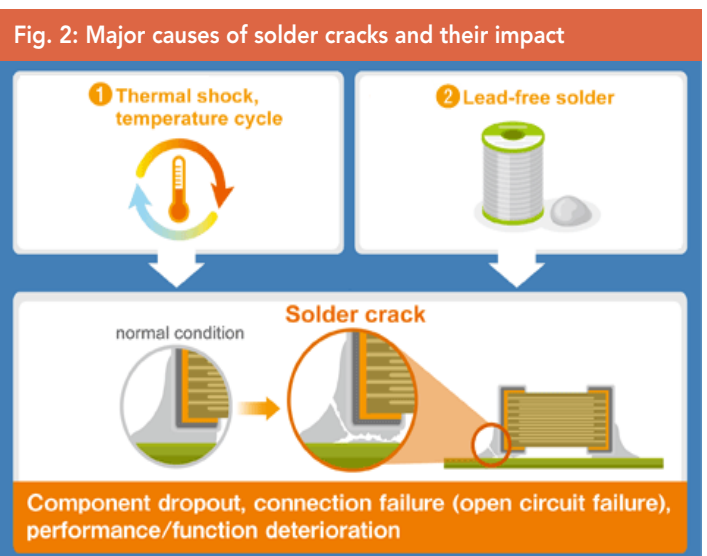 Fig. 2: Major causes of solder cracks and their impact
1 Thermal shock,
temperature cycle
2 Lead-free solder
Solder crack
normal condition
Component dropout, connection failure (open circuit failure),
performance/function deterioration